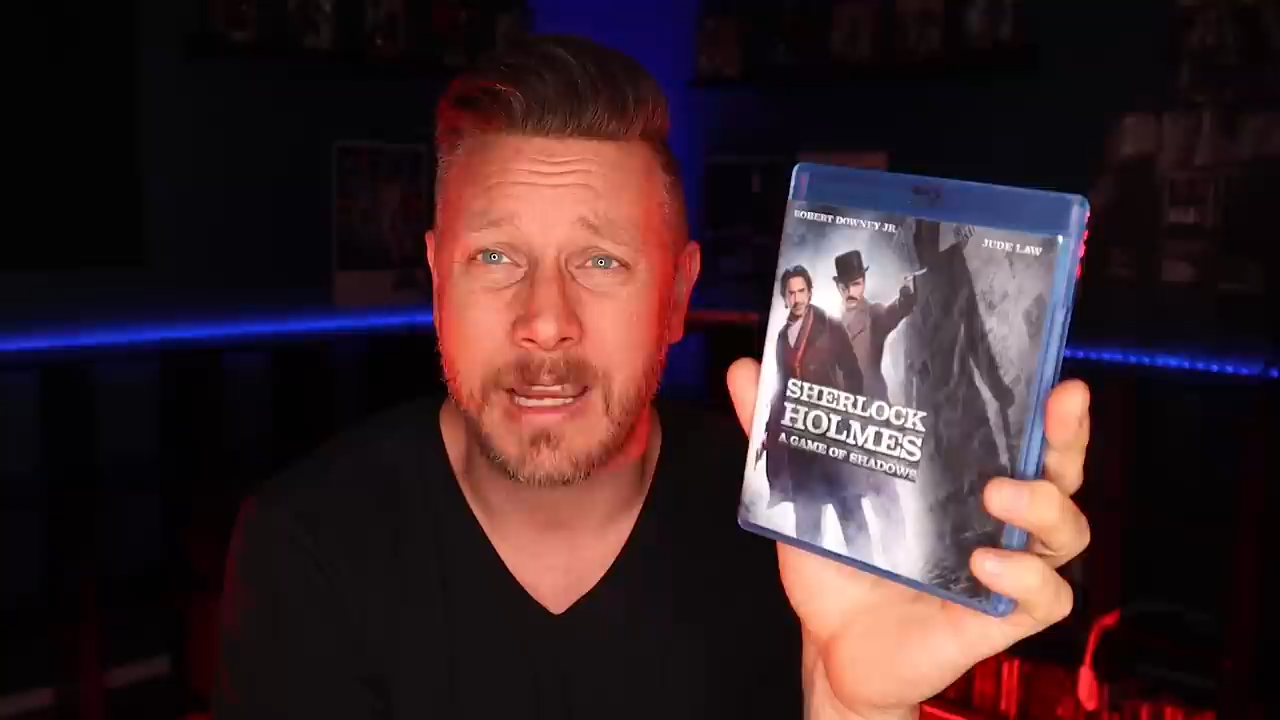 ROBERT DOWNEY JR.
JUDE LAW
SHERLOCK
HOLMES
A GAME OF SHADOWS